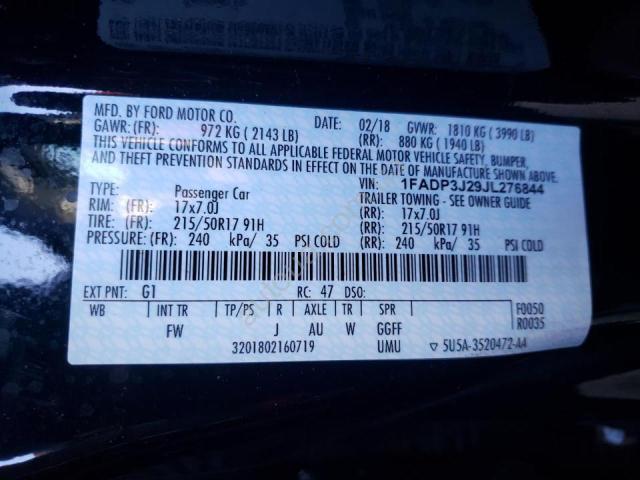 MFD. BY FORD MOTOR CO.
DATE: 02/18 GVWR: 1810 KG ( 3990 LB)
GAWR: (FR): 972 KG ( 2143 LB) (RR): 880 KG ( 1940 LB)
THIS VEHICLE CONFORMS TO ALL APPLICABLE FEDERAL MOTOR VEHICLE SAFETY, BUMPER,
AND THEFT PREVENTION STANDARDS IN EFFECT ON THE DATE OF MANUFACTURE SHOWN ABOVE.
VIN: 1FADP3J29JL276844
TYPE: Passenger Car TRAILER TOWING - SEE OWNER GUIDE
RIM: (FR): 17x7.0J (RR): 17x7.0J
TIRE: (FR): 215/50R17 91H (RR): 215/50R17 91H
PRESSURE: (FR): 240 kPa/ 35 PSI COLD (RR): 240 kPa/ 35 PSI COLD
EXT PNT: G1 RC: 47 DSO:
WB INT TR TP/PS R AXLE TR SPR F0050
FW J AU W GGFF R0035
3201802160719 UMU ▽ 5U5A-3520472-AA